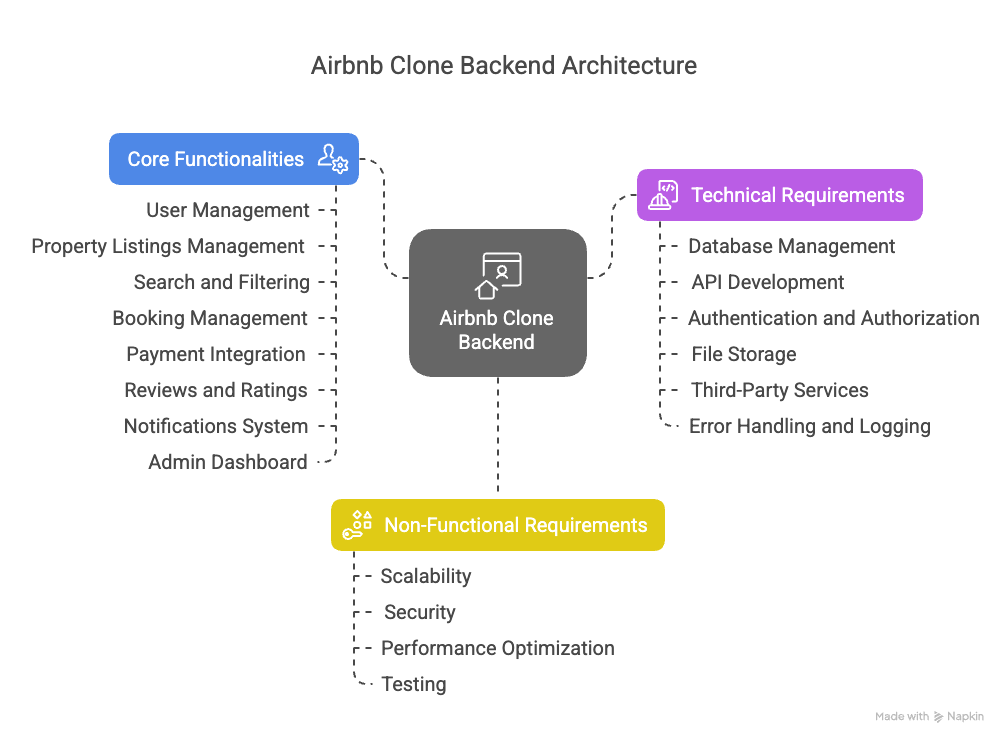 Airbnb Clone Backend Architecture
Core Functionalities
User Management
Property Listings Management
Search and Filtering
Booking Management
Payment Integration
Reviews and Ratings
Notifications System
Admin Dashboard
Airbnb Clone
Backend
Technical Requirements
Database Management
API Development
Authentication and Authorization
File Storage
Third-Party Services
Error Handling and Logging
Non-Functional Requirements
Scalability
Security
Performance Optimization
Testing
Made with Napkin